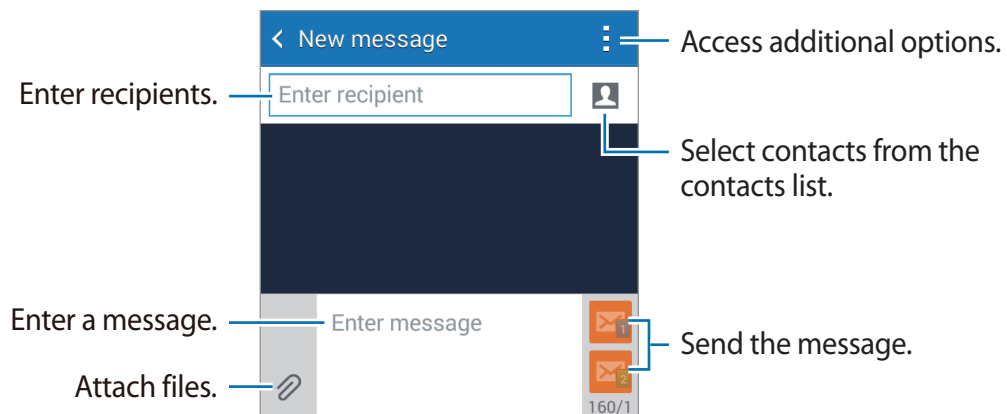 New message
Access additional options.
Enter recipients.
Enter recipient
Select contacts from the
contacts list.
Enter a message.
Enter message
1
Send the message.
Attach files.
2
160/1